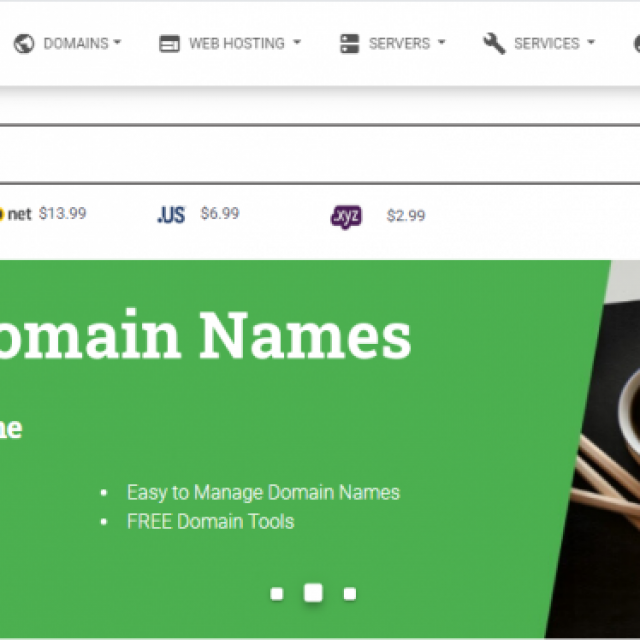 DOMAINS WEB HOSTING SERVERS SERVICES
net $13.99 .US $6.99 .xyz $2.99
omain Names
ne
• Easy to Manage Domain Names
• FREE Domain Tools